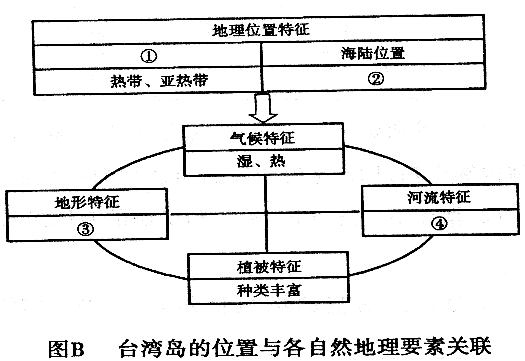 地理位置特征
① 海陆位置
热带、亚热带 ②
气候特征
湿、热
地形特征 河流特征
③ ④
植被特征
种类丰富
图B 台湾岛的位置与各自然地理要素关联